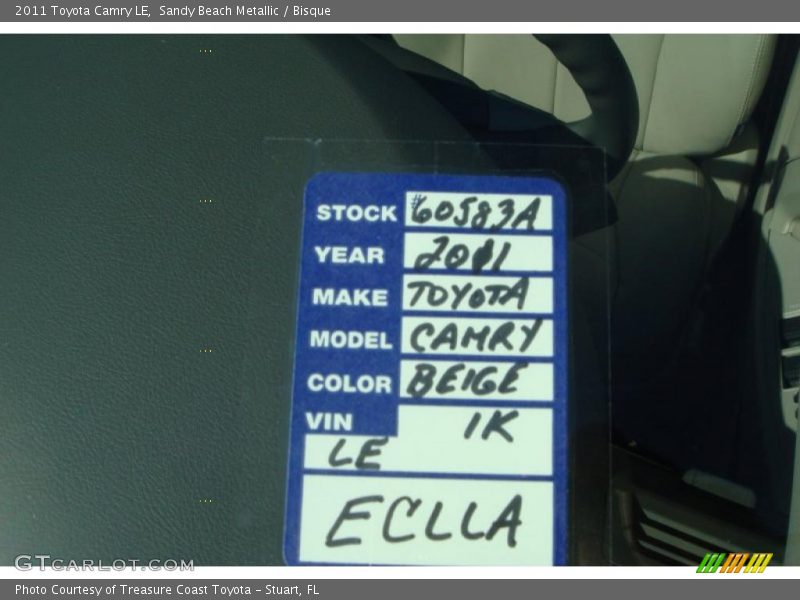 2011 Toyota Camry LE,  Sandy Beach Metallic / Bisque
STOCK #60583A
YEAR 2011
MAKE TOYOTA
MODEL CAMRY
COLOR BEIGE
VIN 1K
LE
ECLLA
GTCARLOT.COM
Photo Courtesy of Treasure Coast Toyota - Stuart, FL